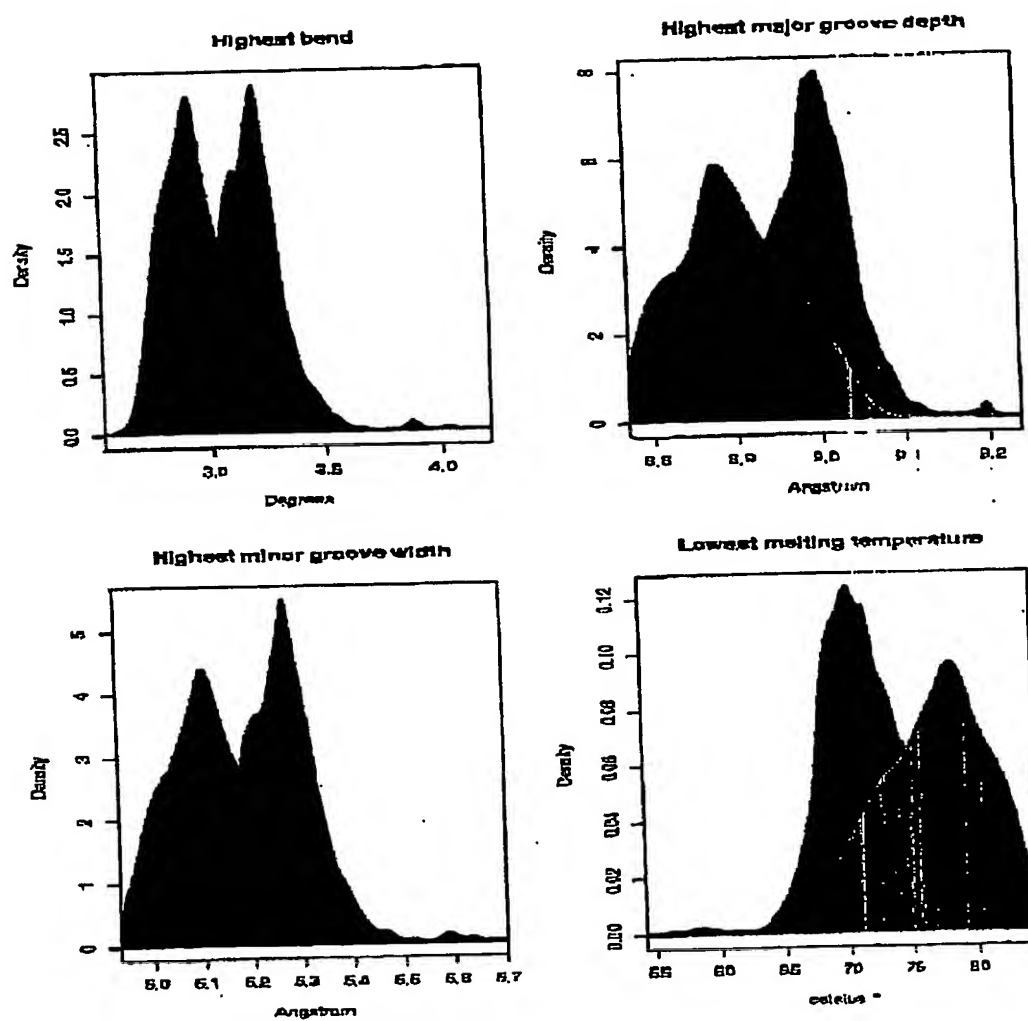 Highest bend
Density
0.0 0.5 1.0 1.5 2.0 2.5
3.0 3.5 4.0
Degrees
Highest major groove depth
Density
0 2 4 6 8
8.8 8.9 9.0 9.1 9.2
Angstrom
Highest minor groove width
Density
0 1 2 3 4 5
5.0 5.1 5.2 5.3 5.5 5.6 5.7
Angstrom
Lowest melting temperature
Density
0.00 0.02 0.04 0.06 0.08 0.10 0.12
55 60 65 70 75 80
celsius